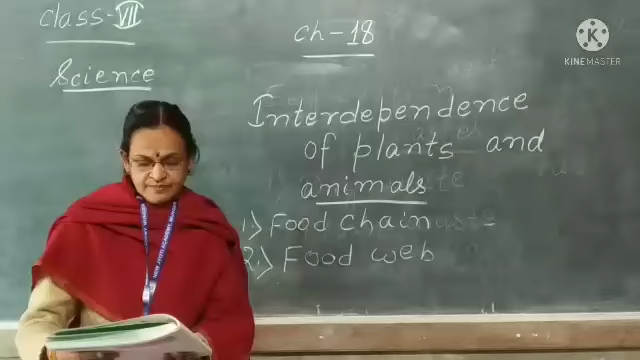 class-VII
ch-18
KINEMASTER
Science
Interdependence
of plants and
animals
1) Food Chain
2) Food web